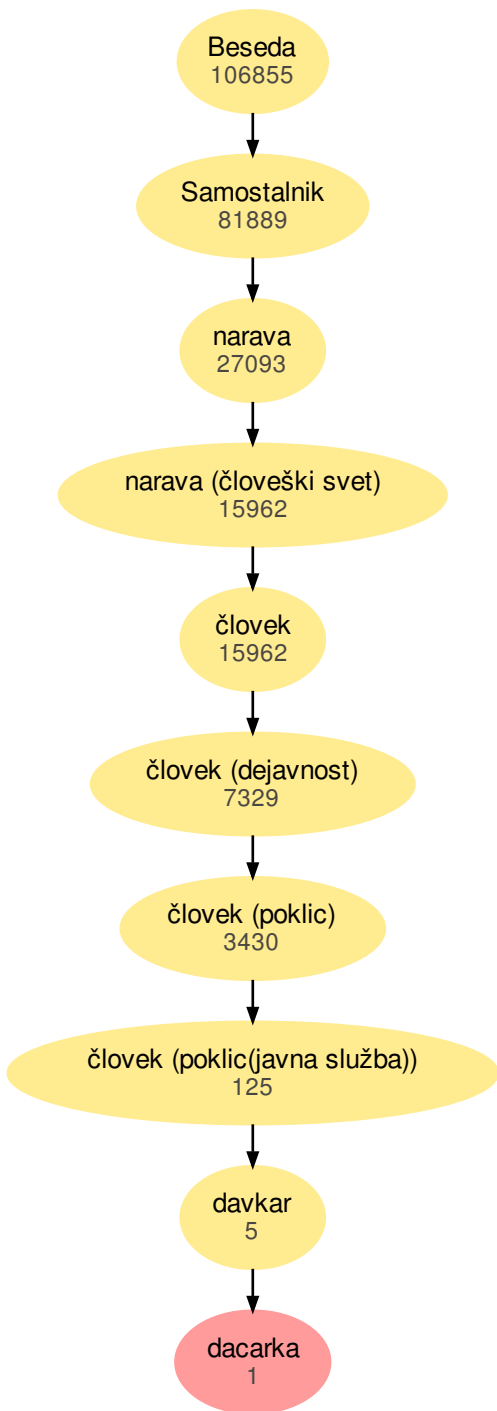 Beseda
106855
Samostalnik
81889
narava
27093
narava (človeški svet)
15962
človek
15962
človek (dejavnost)
7329
človek (poklic)
3430
človek (poklic(javna služba))
125
davkar
5
dacarka
1